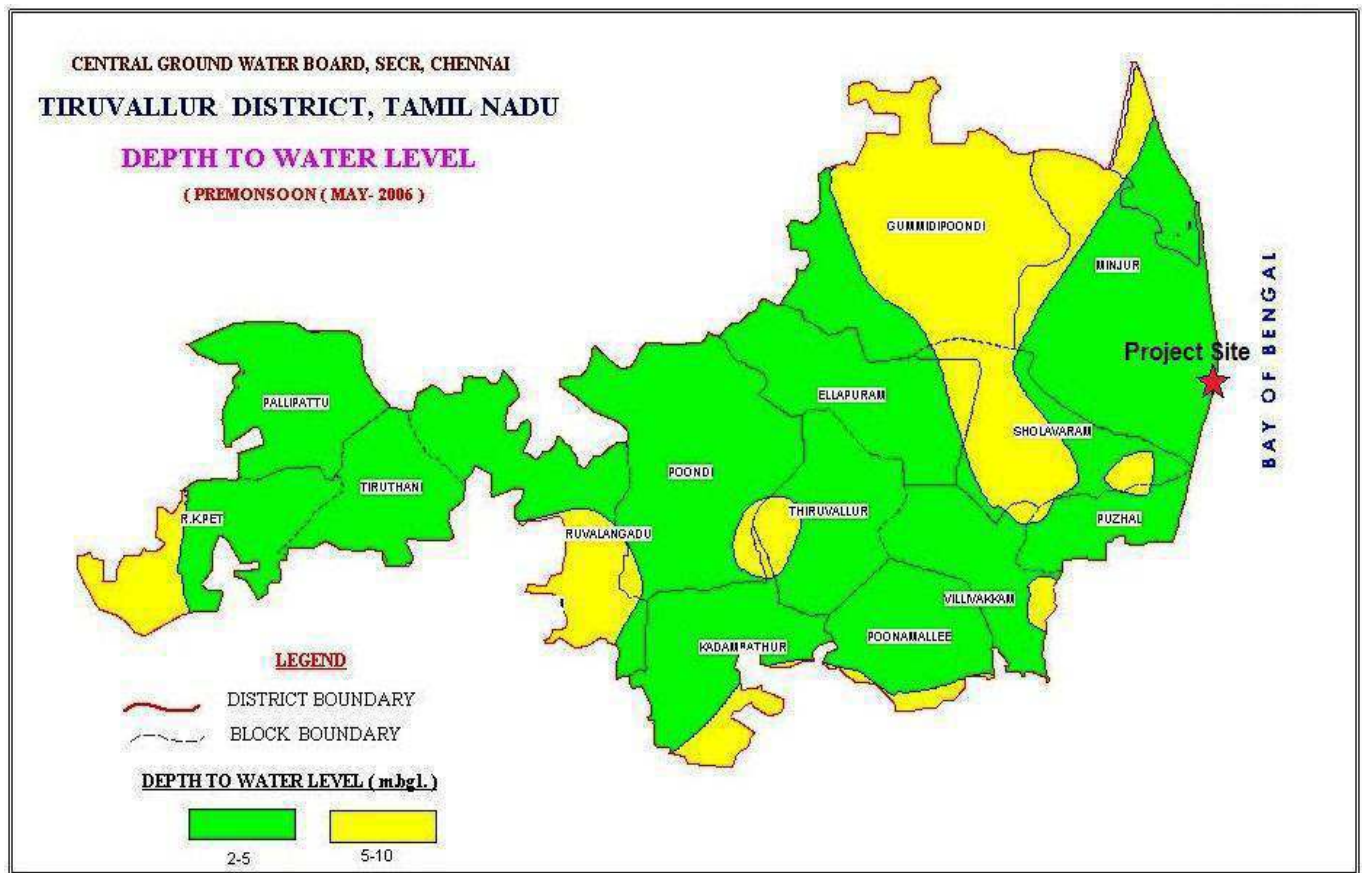 CENTRAL GROUND WATER BOARD, SECR, CHENNAI
TIRUVALLUR DISTRICT, TAMIL NADU
DEPTH TO WATER LEVEL
( PREMONSOON ( MAY- 2006 )
GUMMIDIPOONDI
MINJUR
BAY OF BENGAL
Project Site
ELLAPURAM
PALLIPATTU
SHOLAVARAM
POONDI
TIRUTHANI
THIRUVALLUR
R.K.PET
PUZHAL
RUVALANGADU
VILLIVAKKAM
POONAMALLEE
KADAMBATHUR
LEGEND
DISTRICT BOUNDARY
BLOCK BOUNDARY
DEPTH TO WATER LEVEL ( m.bgl. )
2-5
5-10